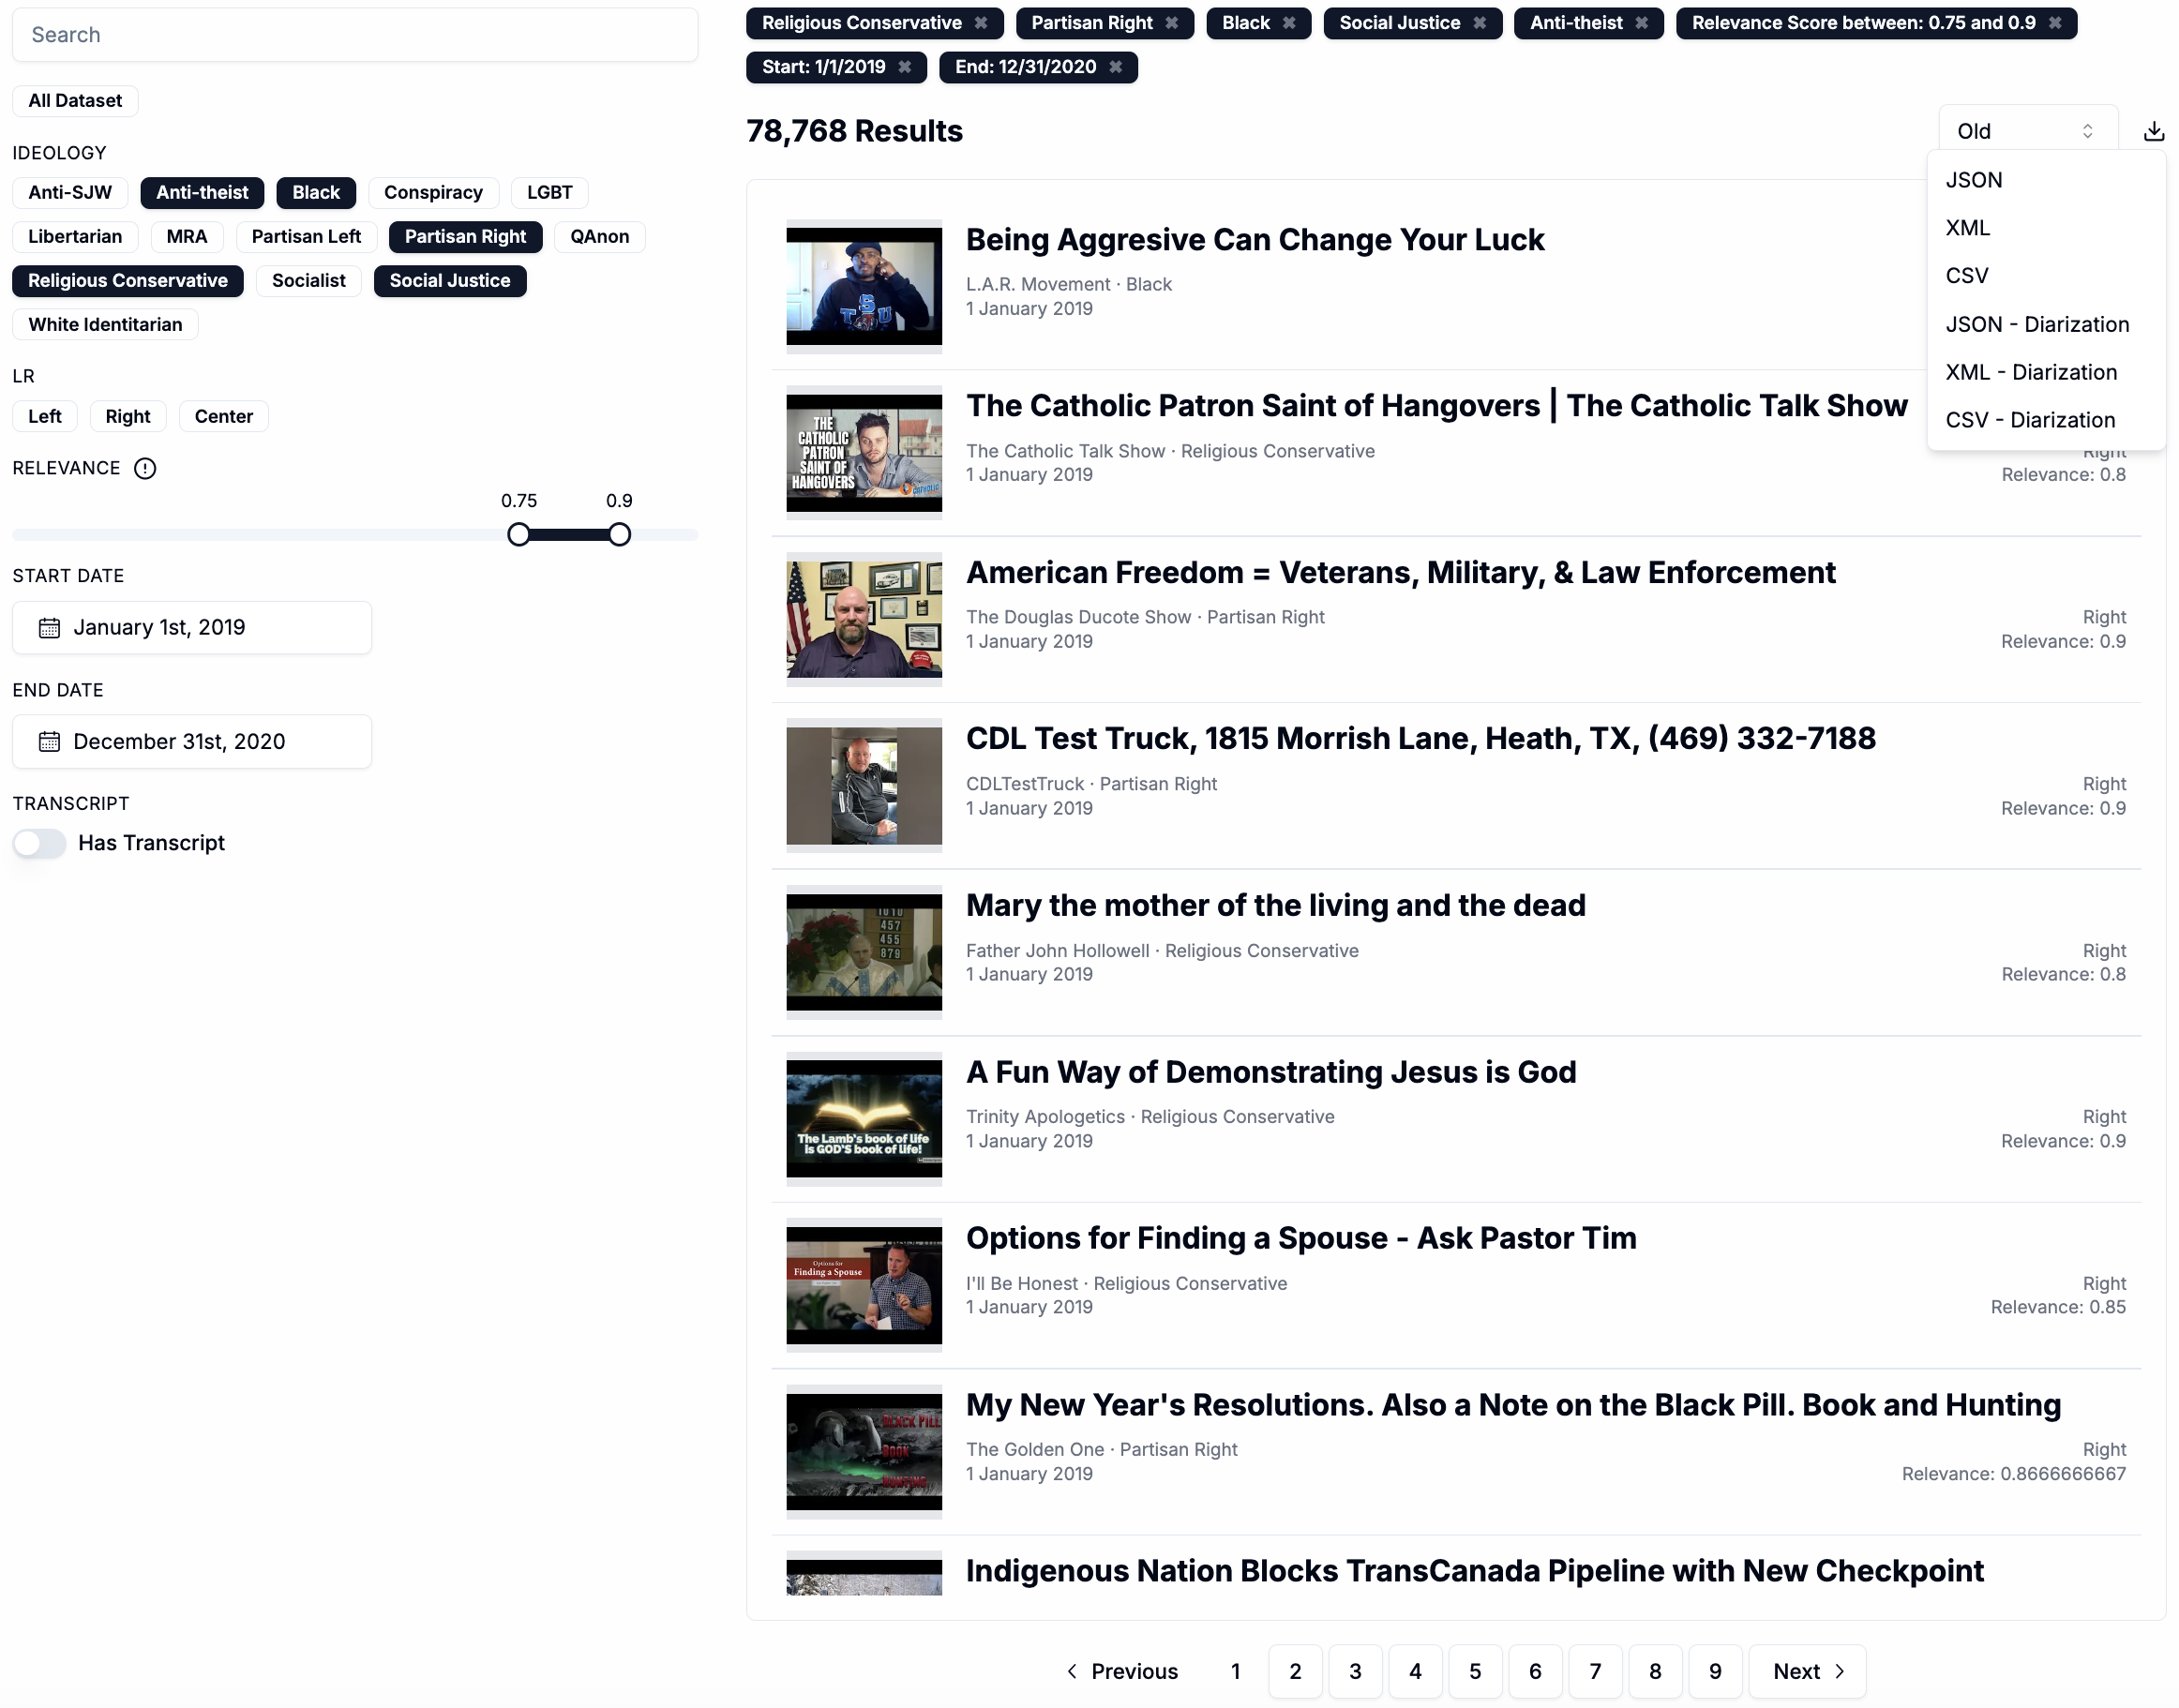 Search
All Dataset
IDEOLOGY
Anti-SJW Anti-theist Black Conspiracy LGBT
Libertarian MRA Partisan Left Partisan Right QAnon
Religious Conservative Socialist Social Justice
White Identitarian
LR
Left Right Center
RELEVANCE
0.75 0.9
START DATE
January 1st, 2019
END DATE
December 31st, 2020
TRANSCRIPT
Has Transcript
Religious Conservative ✖ Partisan Right ✖ Black ✖ Social Justice ✖ Anti-theist ✖ Relevance Score between: 0.75 and 0.9 ✖
Start: 1/1/2019 ✖ End: 12/31/2020 ✖
78,768 Results
Old
JSON
XML
CSV
JSON - Diarization
XML - Diarization
CSV - Diarization
Being Aggresive Can Change Your Luck
L.A.R. Movement · Black
1 January 2019
THE
CATHOLIC
PATRON
SAINT OF
HANGOVERS
The Catholic Patron Saint of Hangovers | The Catholic Talk Show
The Catholic Talk Show · Religious Conservative
Right
1 January 2019
Relevance: 0.8
American Freedom = Veterans, Military, & Law Enforcement
The Douglas Ducote Show · Partisan Right
Right
1 January 2019
Relevance: 0.9
CDL Test Truck, 1815 Morrish Lane, Heath, TX, (469) 332-7188
CDLTestTruck · Partisan Right
Right
1 January 2019
Relevance: 0.9
457
455
879
Mary the mother of the living and the dead
Father John Hollowell · Religious Conservative
Right
1 January 2019
Relevance: 0.8
The Lamb's book of life
is GOD'S book of life!
A Fun Way of Demonstrating Jesus is God
Trinity Apologetics · Religious Conservative
Right
1 January 2019
Relevance: 0.9
Options for
Finding a Spouse
Options for Finding a Spouse - Ask Pastor Tim
I'll Be Honest · Religious Conservative
Right
1 January 2019
Relevance: 0.85
BLACK PILL
BOOK
HUNTING
My New Year's Resolutions. Also a Note on the Black Pill. Book and Hunting
The Golden One · Partisan Right
Right
1 January 2019
Relevance: 0.8666666667
Indigenous Nation Blocks TransCanada Pipeline with New Checkpoint
Previous 1 2 3 4 5 6 7 8 9 Next